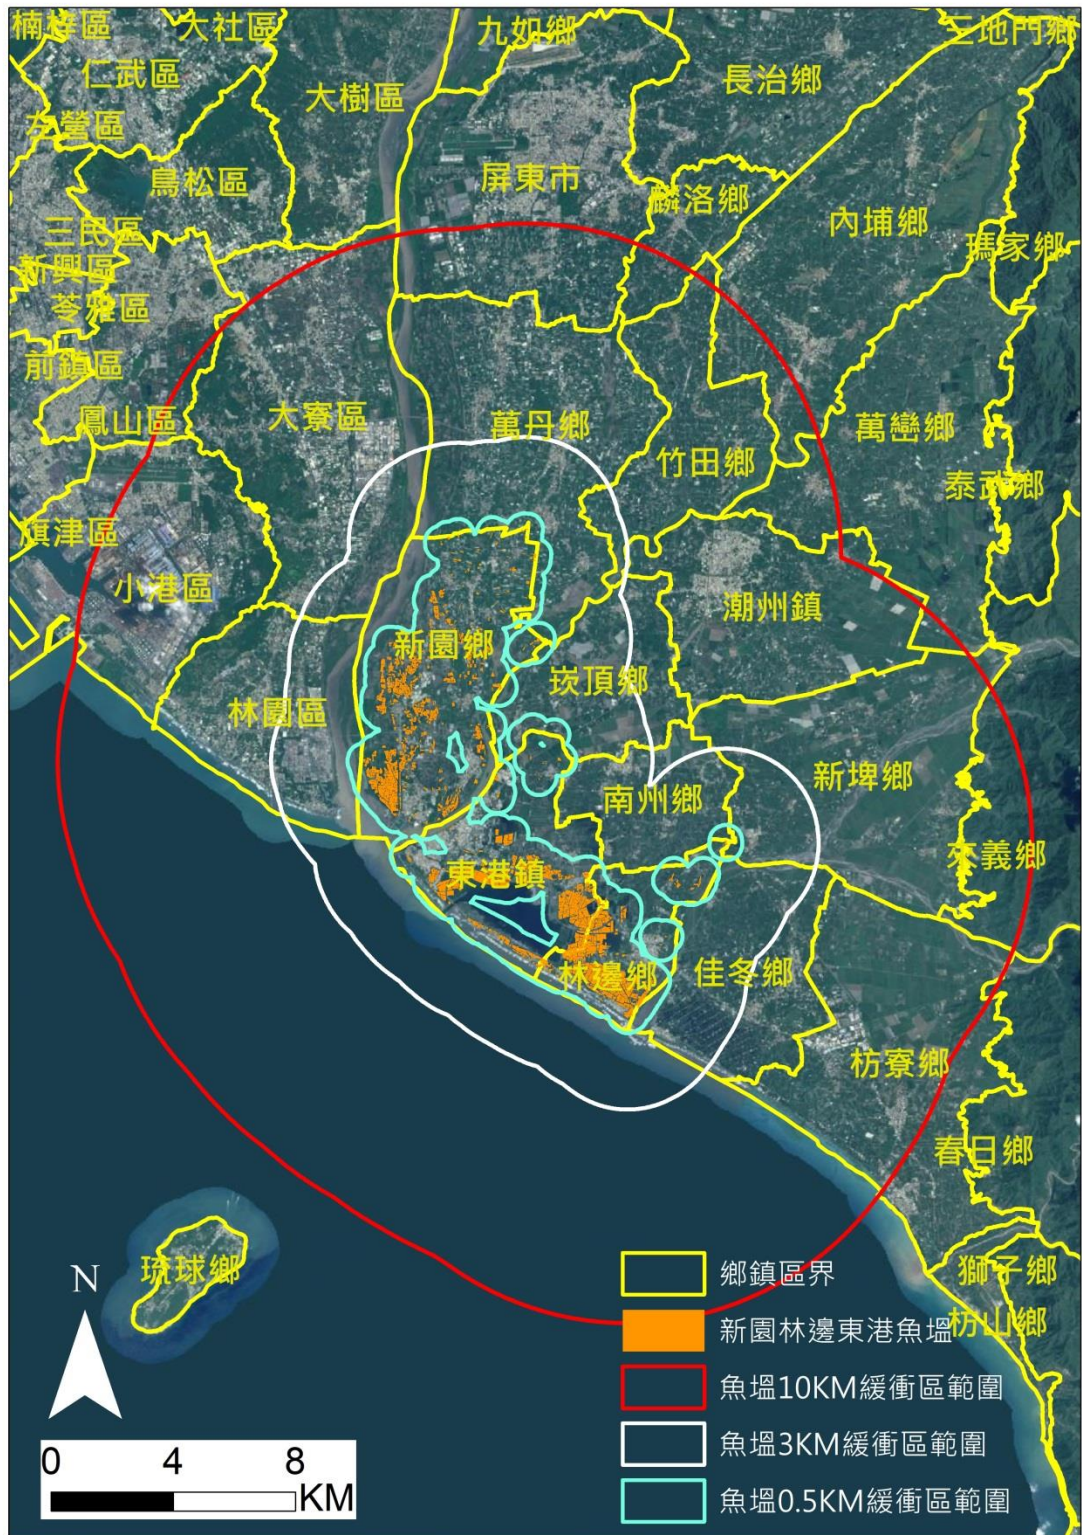 楠梓區
大社區
九如鄉
三地門鄉
仁武區
大樹區
長治鄉
左營區
鳥松區
屏東市
麟洛鄉
內埔鄉
三民區
瑪家鄉
新興區
苓雅區
前鎮區
鳳山區
大寮區
萬丹鄉
竹田鄉
萬巒鄉
泰武鄉
旗津區
小港區
潮州鎮
新園鄉
崁頂鄉
林園區
南州鄉
新埤鄉
東港鎮
來義鄉
林邊鄉
佳冬鄉
枋寮鄉
春日鄉
琉球鄉
獅子鄉
枋山鄉
N
鄉鎮區界
新園林邊東港魚塭
魚塭10KM緩衝區範圍
魚塭3KM緩衝區範圍
魚塭0.5KM緩衝區範圍
0 4 8
KM